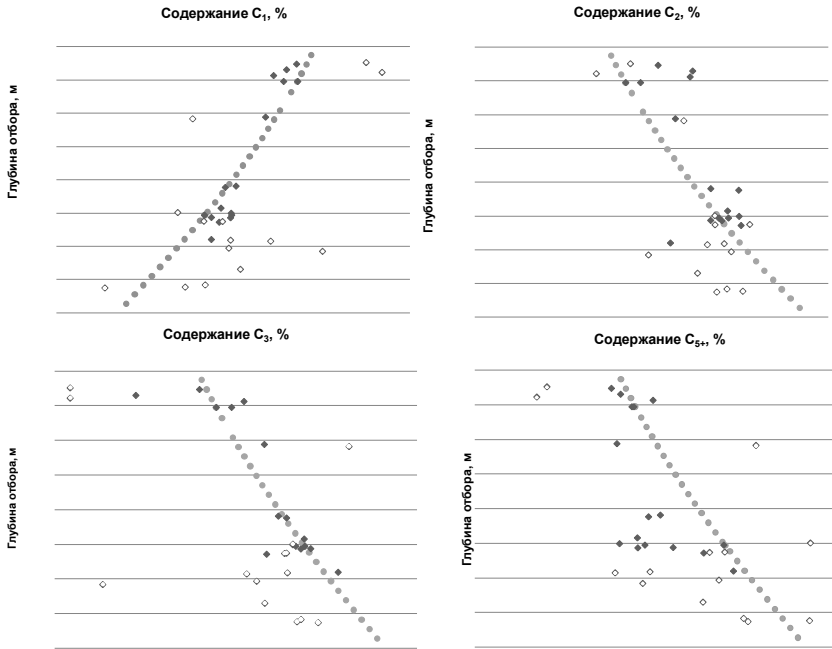 Содержание C₁, %
Глубина отбора, м
Содержание C₂, %
Глубина отбора, м
Содержание C₃, %
Глубина отбора, м
Содержание C₅₊, %
Глубина отбора, м